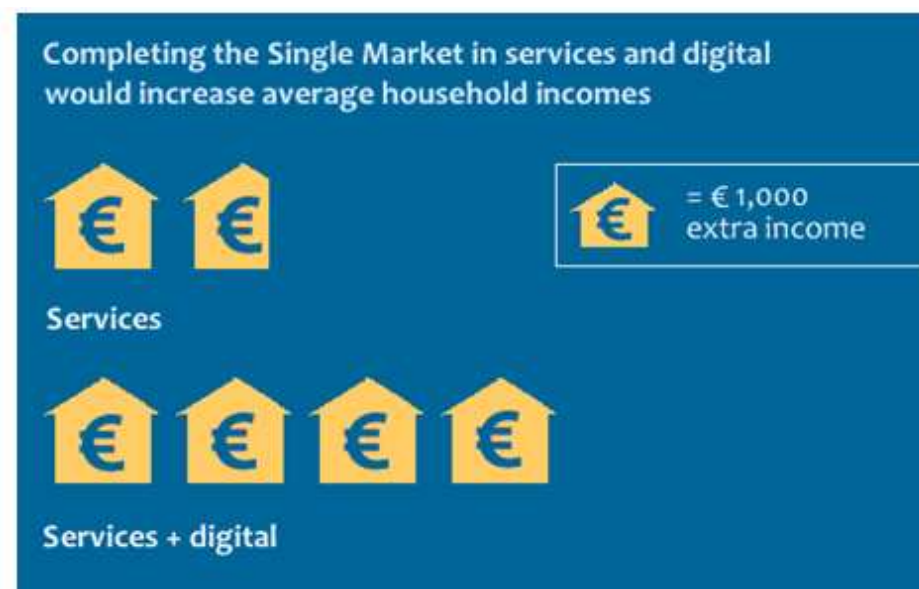 Completing the Single Market in services and digital
would increase average household incomes
€ €
€ = € 1,000
extra income
Services
€ € € €
Services + digital